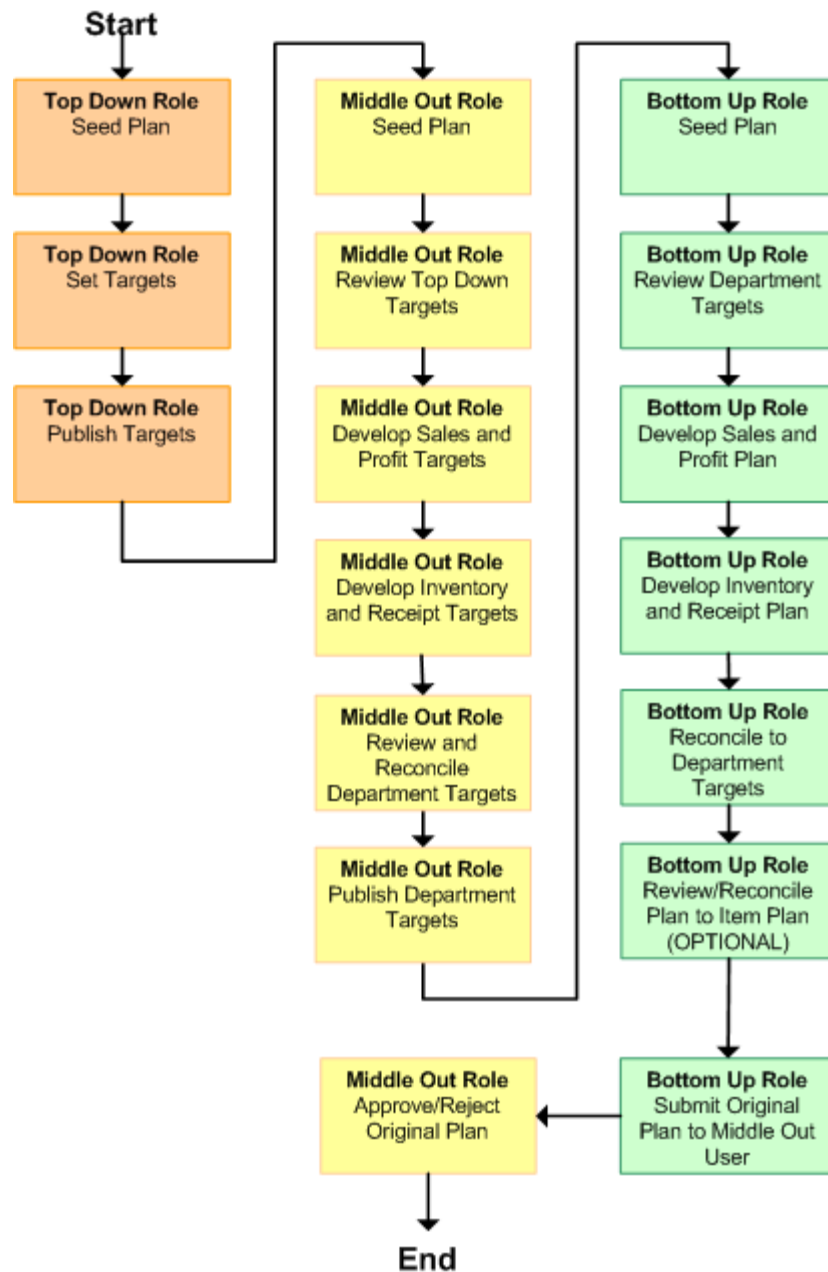 Start
Top Down Role
Seed Plan
Top Down Role
Set Targets
Top Down Role
Publish Targets
Middle Out Role
Seed Plan
Middle Out Role
Review Top Down
Targets
Middle Out Role
Develop Sales and
Profit Targets
Middle Out Role
Develop Inventory
and Receipt Targets
Middle Out Role
Review and
Reconcile
Department Targets
Middle Out Role
Publish Department
Targets
Bottom Up Role
Seed Plan
Bottom Up Role
Review Department
Targets
Bottom Up Role
Develop Sales and
Profit Plan
Bottom Up Role
Develop Inventory
and Receipt Plan
Bottom Up Role
Reconcile to
Department
Targets
Bottom Up Role
Review/Reconcile
Plan to Item Plan
(OPTIONAL)
Bottom Up Role
Submit Original
Plan to Middle Out
User
Middle Out Role
Approve/Reject
Original Plan
End